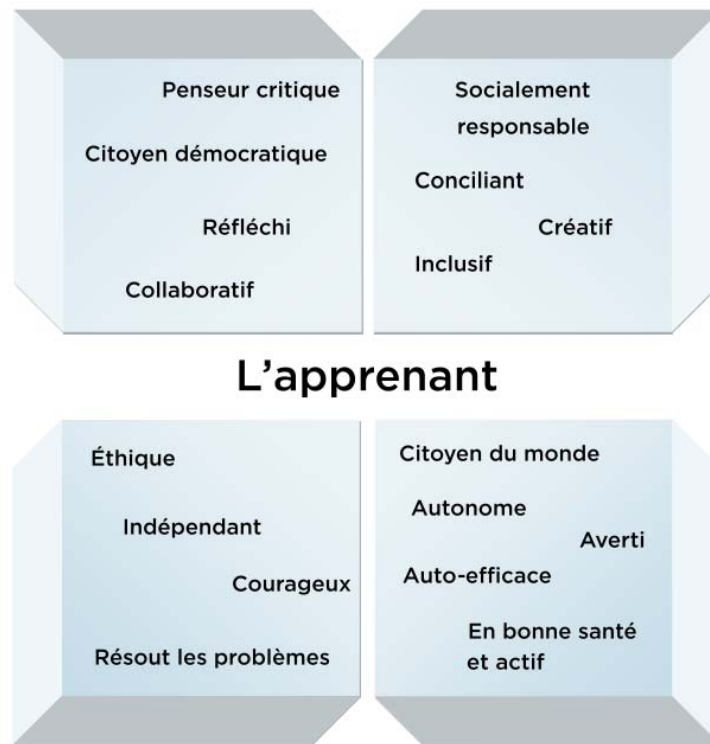 Penseur critique
Citoyen démocratique
Réfléchi
Collaboratif
Socialement
responsable
Conciliant
Créatif
Inclusif
L’apprenant
Éthique
Indépendant
Courageux
Résout les problèmes
Citoyen du monde
Autonome
Averti
Auto-efficace
En bonne santé
et actif